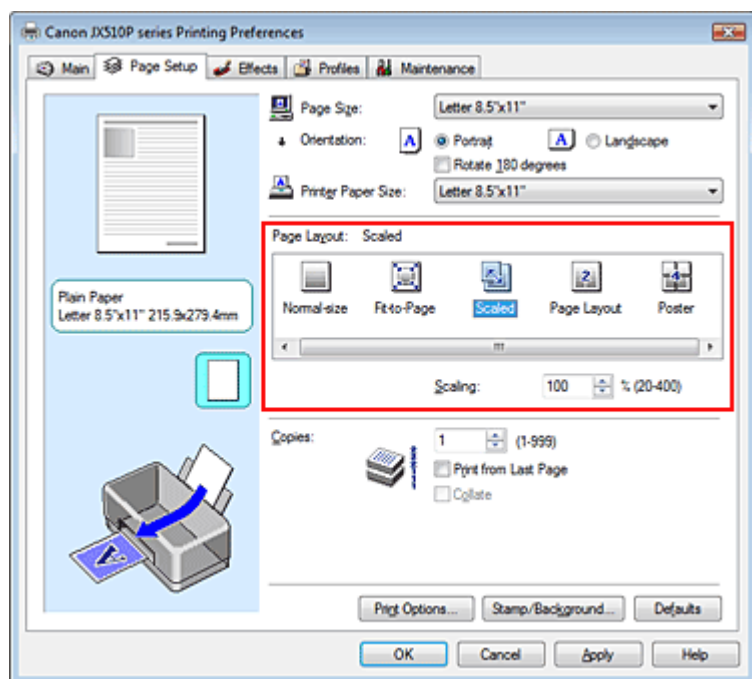 Canon JX510P series Printing Preferences
Main Page Setup Effects Profiles Maintenance
Page Size: Letter 8.5"x11"
Orientation: A Portrait A Landscape
Rotate 180 degrees
Printer Paper Size: Letter 8.5"x11"
Page Layout: Scaled
Normal-size Fit-to-Page Scaled Page Layout Poster
Plain Paper
Letter 8.5"x11" 215.9x279.4mm
Scaling: 100 % (20-400)
Copies: 1 (1-999)
Print from Last Page
Collate
Print Options... Stamp/Background... Defaults
OK Cancel Apply Help